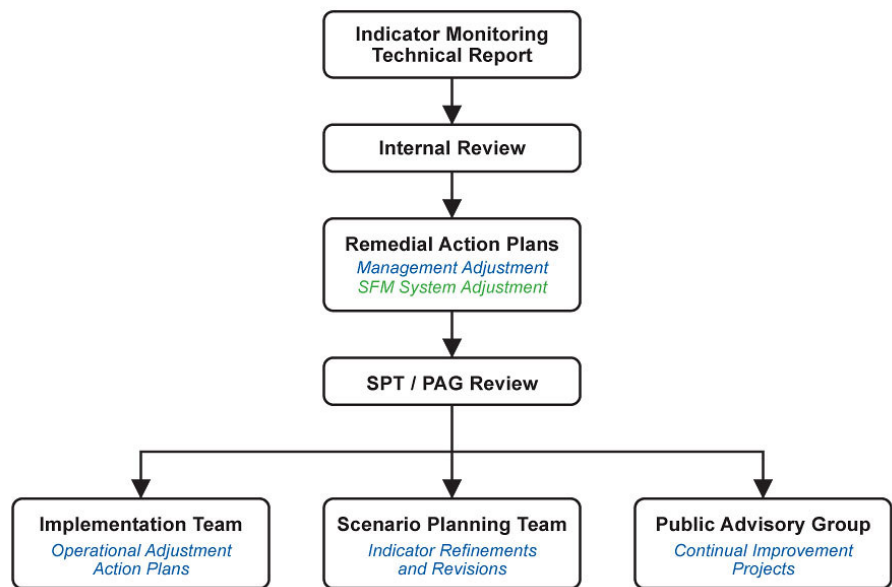 Indicator Monitoring
Technical Report
Internal Review
Remedial Action Plans
Management Adjustment
SFM System Adjustment
SPT / PAG Review
Implementation Team
Operational Adjustment
Action Plans
Scenario Planning Team
Indicator Refinements
and Revisions
Public Advisory Group
Continual Improvement
Projects